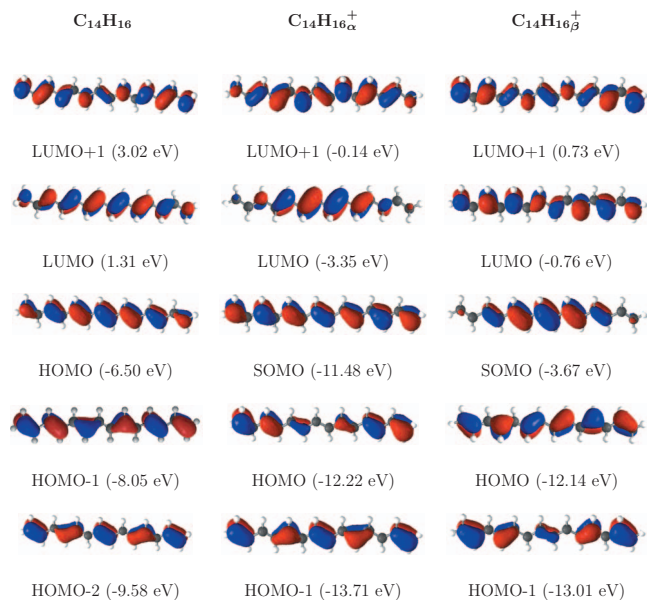 C₁₄H₁₆ C₁₄H₁₆⁺α C₁₄H₁₆⁺β
LUMO+1 (3.02 eV) LUMO+1 (-0.14 eV) LUMO+1 (0.73 eV)
LUMO (1.31 eV) LUMO (-3.35 eV) LUMO (-0.76 eV)
HOMO (-6.50 eV) SOMO (-11.48 eV) SOMO (-3.67 eV)
HOMO-1 (-8.05 eV) HOMO (-12.22 eV) HOMO (-12.14 eV)
HOMO-2 (-9.58 eV) HOMO-1 (-13.71 eV) HOMO-1 (-13.01 eV)